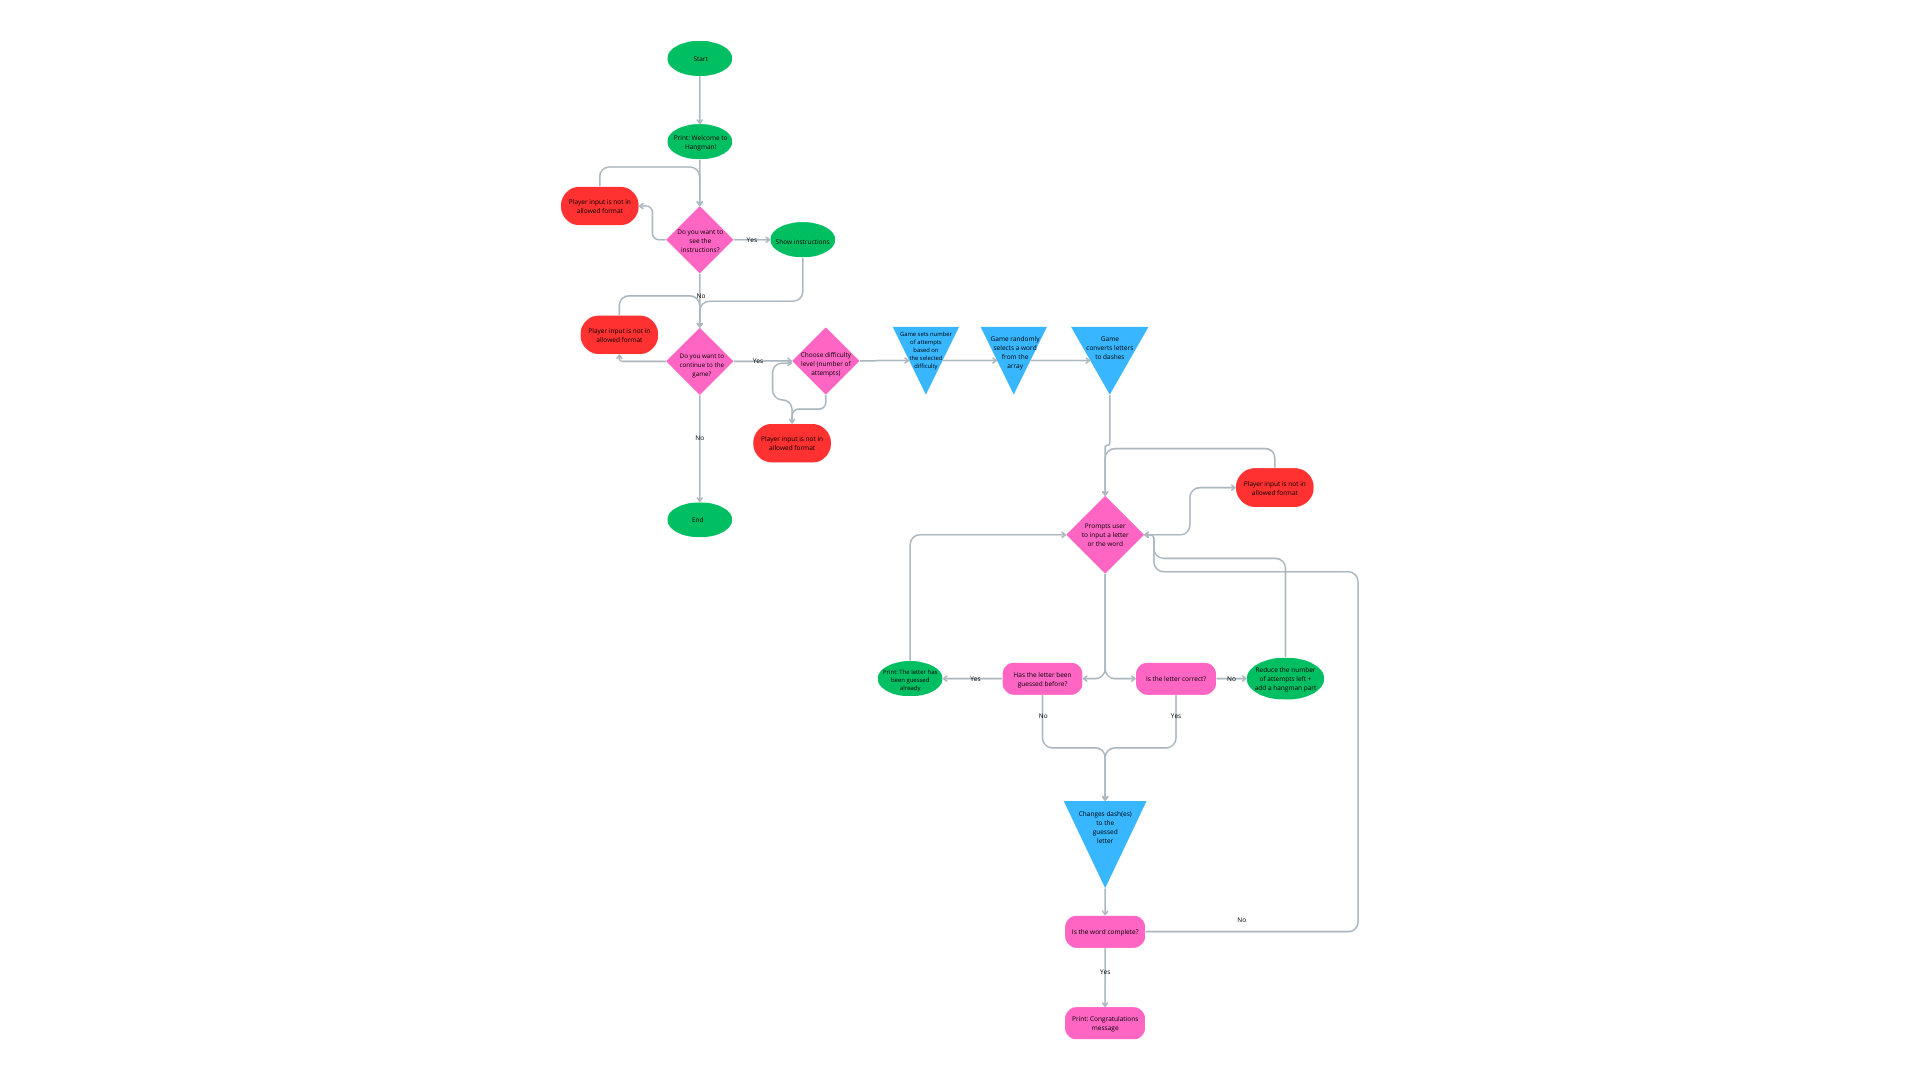 Start
Print: Welcome to
Hangman!
Player input is not in
allowed format
Do you want to
see the
instructions?
Yes
Show instructions
No
Player input is not in
allowed format
Do you want to
continue to the
game?
Yes
Choose difficulty
level (number of
attempts)
Game sets number
of attempts
based on
the selected
difficulty
Game randomly
selects a word
from the
array
Game
converts letters
to dashes
No
Player input is not in
allowed format
End
Player input is not in
allowed format
Prompts user
to input a letter
or the word
Print: The letter has
been guessed
already
Yes
Has the letter been
guessed before?
Is the letter correct?
No
Reduce the number
of attempts left +
add a hangman part
No
Yes
Changes dash(es)
to the
guessed
letter
Is the word complete?
No
Yes
Print: Congratulations
message